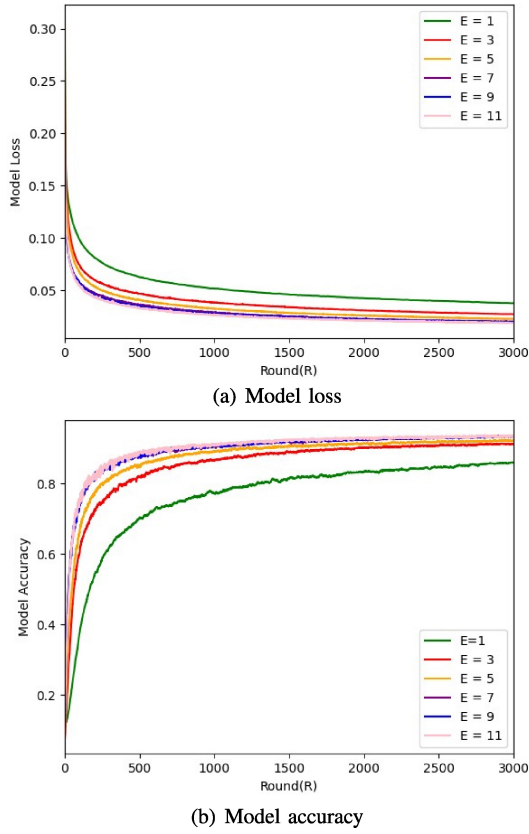 0.30
0.25
0.20
0.15
0.10
0.05
Model Loss
E = 1
E = 3
E = 5
E = 7
E = 9
E = 11
0 500 1000 1500 2000 2500 3000
Round(R)
(a) Model loss
0.8
0.6
0.4
0.2
Model Accuracy
E=1
E = 3
E = 5
E = 7
E = 9
E = 11
0 500 1000 1500 2000 2500 3000
Round(R)
(b) Model accuracy